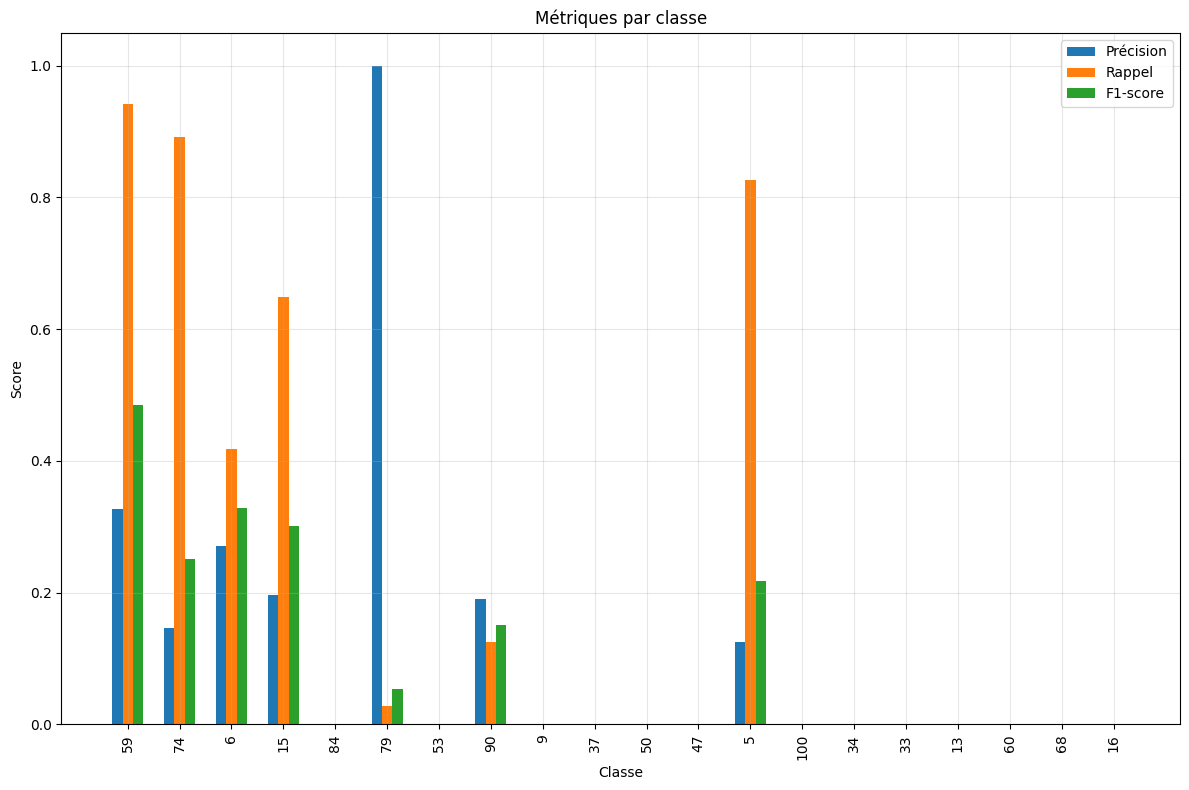 Métriques par classe
Précision
Rappel
F1-score
Score
1.0
0.8
0.6
0.4
0.2
0.0
59 74 6 15 84 79 53 90 9 37 50 47 5 100 34 33 13 60 68 16
Classe